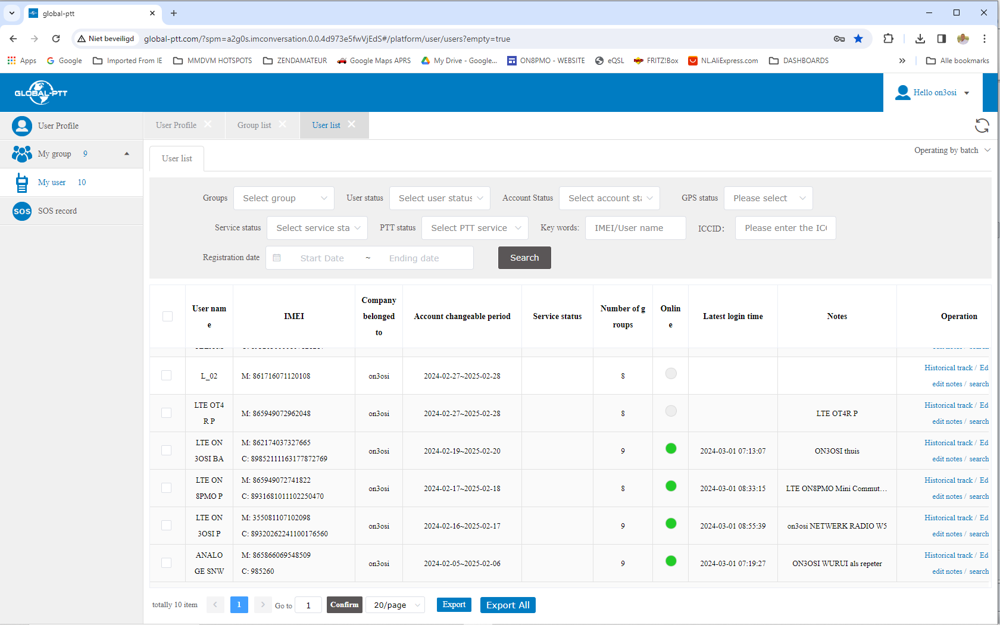 global-ptt
Niet beveiligd
global-ptt.com/?spm=a2g0s.imconversation.0.0.4d973e5fwVjEdS#/platform/user/users?empty=true
Apps
Google
Imported From IE
MMDVM HOTSPOTS
ZENDAMATEUR
Google Maps APRS
My Drive - Google...
ON8PMO - WEBSITE
eQSL
FRITZ!Box
NL.AliExpress.com
DASHBOARDS
Alle bookmarks
GLOBAL-PTT
Hello on3osi
User Profile
My group 9
My user 10
SOS SOS record
User Profile
Group list
User list
User list
Operating by batch
Groups Select group User status Select user status Account Status Select account st GPS status Please select
Service status Select service sta PTT status Select PTT service Key words: IMEI/User name ICCID: Please enter the IC
Registration date Start Date ~ Ending date Search
User nam
e
IMEI
Company
belonged
to
Account changeable period
Service status
Number of g
roups
Onlin
e
Latest login time
Notes
Operation
L_02
M: 861716071120108
on3osi
2024-02-27~2025-02-28
8
Historical track / Ed
edit notes / search
LTE OT4
R P
M: 865949072962048
on3osi
2024-02-27~2025-02-28
8
LTE OT4R P
Historical track / Ed
edit notes / search
LTE ON
3OSI BA
M: 862174037327665
C: 89852111163177872769
on3osi
2024-02-19~2025-02-20
9
2024-03-01 07:13:07
ON3OSI thuis
Historical track / Ed
edit notes / search
LTE ON
8PMO P
M: 865949072741822
C: 8931681011102250470
on3osi
2024-02-17~2025-02-18
8
2024-03-01 08:33:15
LTE ON8PMO Mini Commut...
Historical track / Ed
edit notes / search
LTE ON
3OSI P
M: 355081107102098
C: 89320262241100176560
on3osi
2024-02-16~2025-02-17
9
2024-03-01 08:55:39
on3osi NETWERK RADIO W5
Historical track / Ed
edit notes / search
ANALO
GE SNW
M: 865866069548509
C: 985260
on3osi
2024-02-05~2025-02-06
9
2024-03-01 07:19:27
ON3OSI WURUI als repeter
Historical track / Ed
edit notes / search
totally 10 item < 1 > Go to 1 Confirm 20/page Export Export All